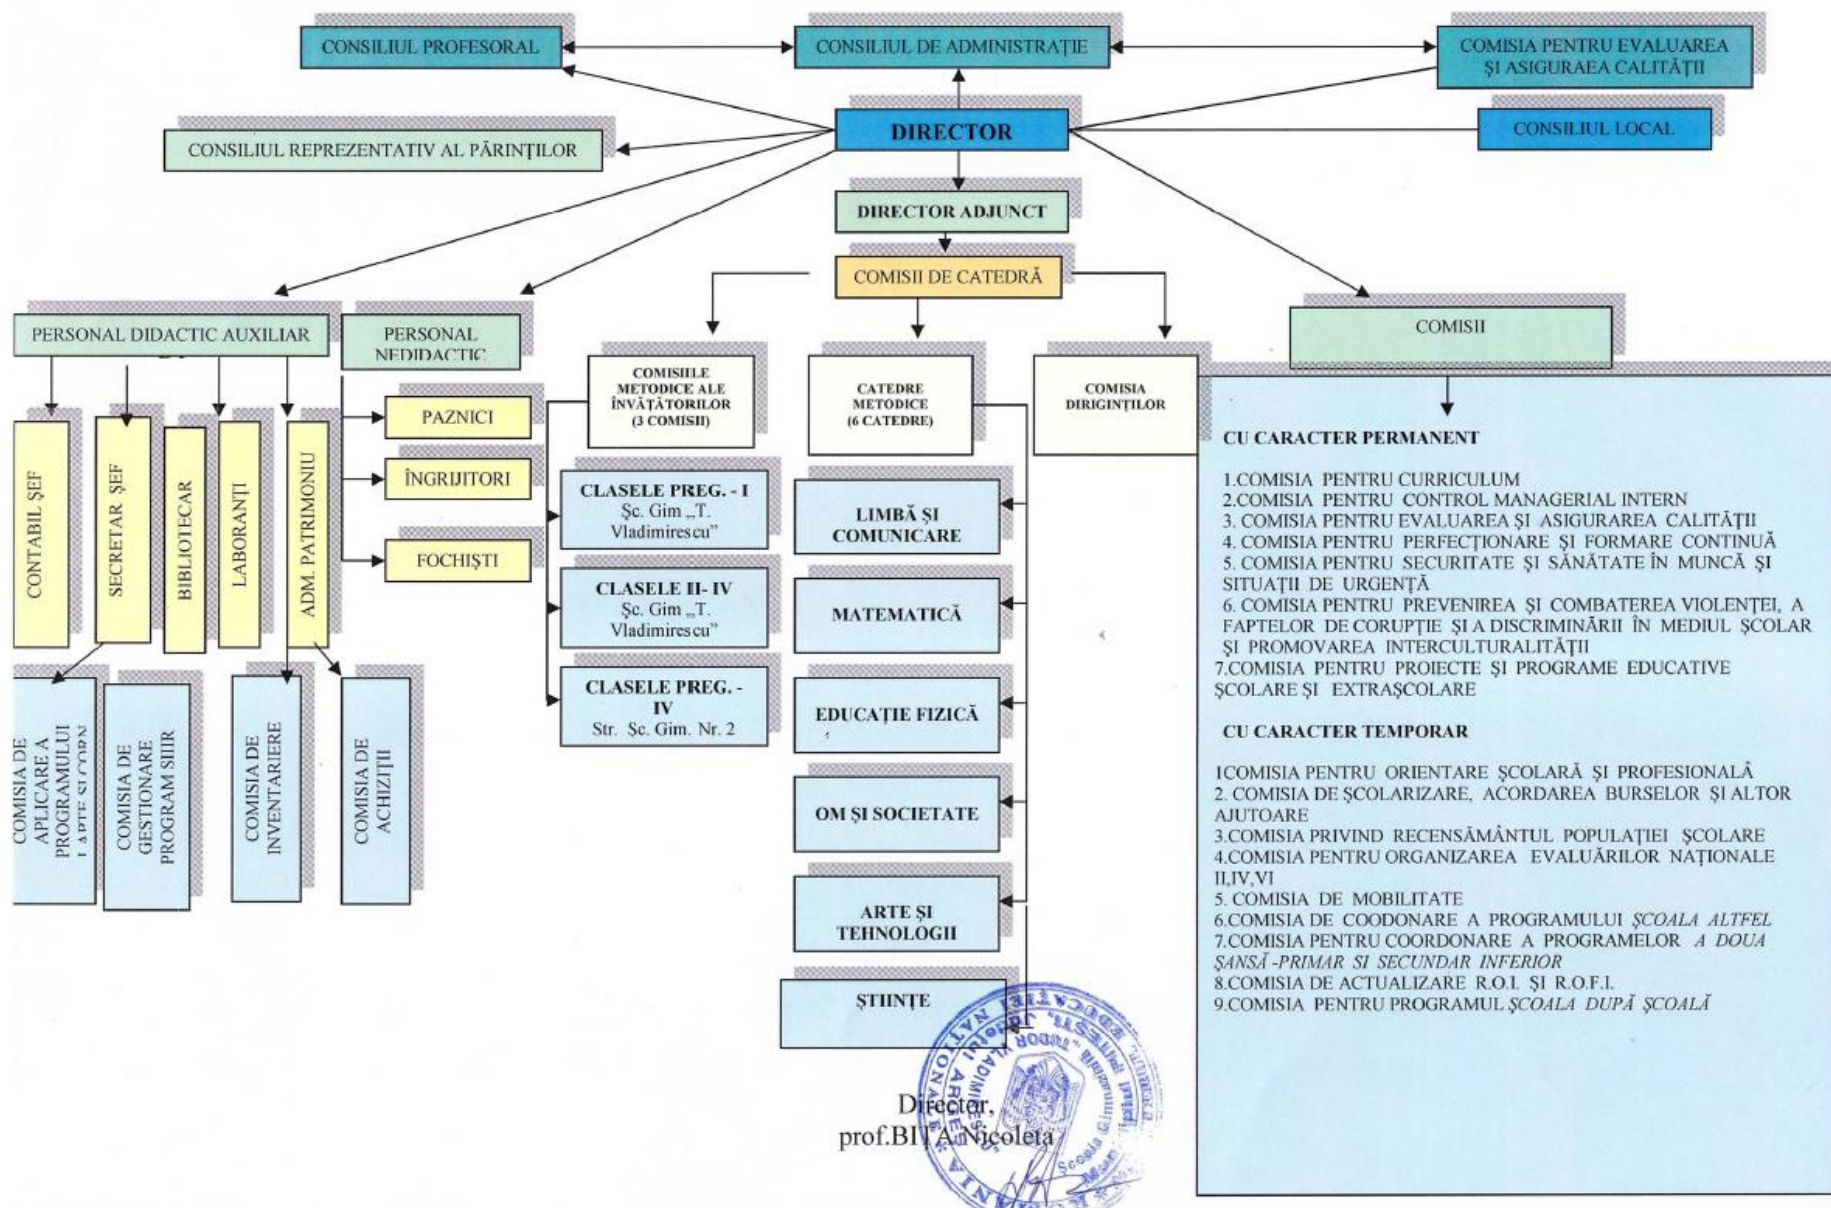 CONSILIUL PROFESORAL
CONSILIUL DE ADMINISTRAȚIE
COMISIA PENTRU EVALUAREA
ȘI ASIGURAEA CALITĂȚII
DIRECTOR
CONSILIUL LOCAL
CONSILIUL REPREZENTATIV AL PĂRINȚILOR
DIRECTOR ADJUNCT
COMISII DE CATEDRĂ
PERSONAL DIDACTIC AUXILIAR
PERSONAL
NEDIDACTIC
COMISII
CONTABIL ȘEF
SECRETAR ȘEF
BIBLIOTECAR
LABORANȚI
ADM. PATRIMONIU
PAZNICI
ÎNGRIJITORI
FOCHIȘTI
COMISIA DE
APLICARE A
PROGRAMULUI
LAPTE ȘI CORN
COMISIA DE
GESTIONARE
PROGRAM SIIIR
COMISIA DE
INVENTARIERE
COMISIA DE
ACHIZIȚII
COMISIILE
METODICE ALE
ÎNVĂȚĂTORILOR
(3 COMISII)
CLASELE PREG. - I
Șc. Gim „T.
Vladimirescu”
CLASELE II- IV
Șc. Gim „T.
Vladimirescu”
CLASELE PREG. -
IV
Str. Șc. Gim. Nr. 2
CATEDRE
METODICE
(6 CATEDRE)
LIMBĂ ȘI
COMUNICARE
MATEMATICĂ
EDUCAȚIE FIZICĂ
OM ȘI SOCIETATE
ARTE ȘI
TEHNOLOGII
ȘTIINȚE
COMISIA
DIRIGINȚILOR
CU CARACTER PERMANENT
1.COMISIA PENTRU CURRICULUM
2.COMISIA PENTRU CONTROL MANAGERIAL INTERN
3. COMISIA PENTRU EVALUAREA ȘI ASIGURAREA CALITĂȚII
4. COMISIA PENTRU PERFECȚIONARE ȘI FORMARE CONTINUĂ
5. COMISIA PENTRU SECURITATE ȘI SĂNĂTATE ÎN MUNCĂ ȘI
SITUAȚII DE URGENȚĂ
6. COMISIA PENTRU PREVENIREA ȘI COMBATEREA VIOLENȚEI, A
FAPTELOR DE CORUPȚIE ȘI A DISCRIMINĂRII ÎN MEDIUL ȘCOLAR
ȘI PROMOVAREA INTERCULTURALITĂȚII
7.COMISIA PENTRU PROIECTE ȘI PROGRAME EDUCATIVE
ȘCOLARE ȘI EXTRAȘCOLARE
CU CARACTER TEMPORAR
1COMISIA PENTRU ORIENTARE ȘCOLARĂ ȘI PROFESIONALĂ
2. COMISIA DE ȘCOLARIZARE, ACORDAREA BURSELOR ȘI ALTOR
AJUTOARE
3.COMISIA PRIVIND RECENSĂMÂNTUL POPULAȚIEI ȘCOLARE
4.COMISIA PENTRU ORGANIZAREA EVALUĂRILOR NAȚIONALE
II,IV,VI
5. COMISIA DE MOBILITATE
6.COMISIA DE COODONARE A PROGRAMULUI ȘCOALA ALTFEL
7.COMISIA PENTRU COORDONARE A PROGRAMELOR A DOUA
ȘANSĂ -PRIMAR SI SECUNDAR INFERIOR
8.COMISIA DE ACTUALIZARE R.O.I. ȘI R.O.F.I.
9.COMISIA PENTRU PROGRAMUL ȘCOALA DUPĂ ȘCOALĂ
Director,
prof.BIȚA Nicoleta